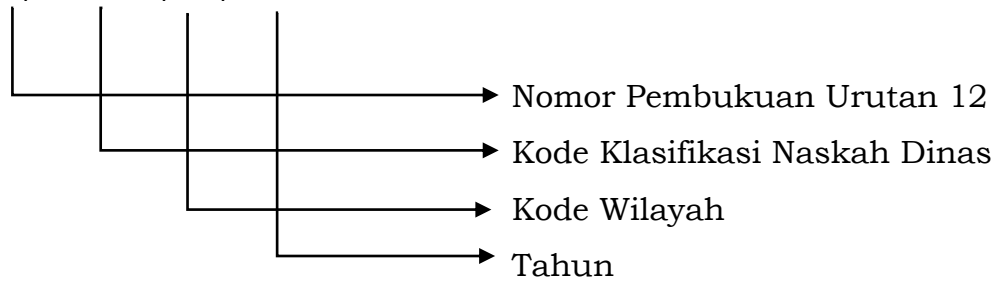 Nomor Pembukuan Urutan 12
Kode Klasifikasi Naskah Dinas
Kode Wilayah
Tahun